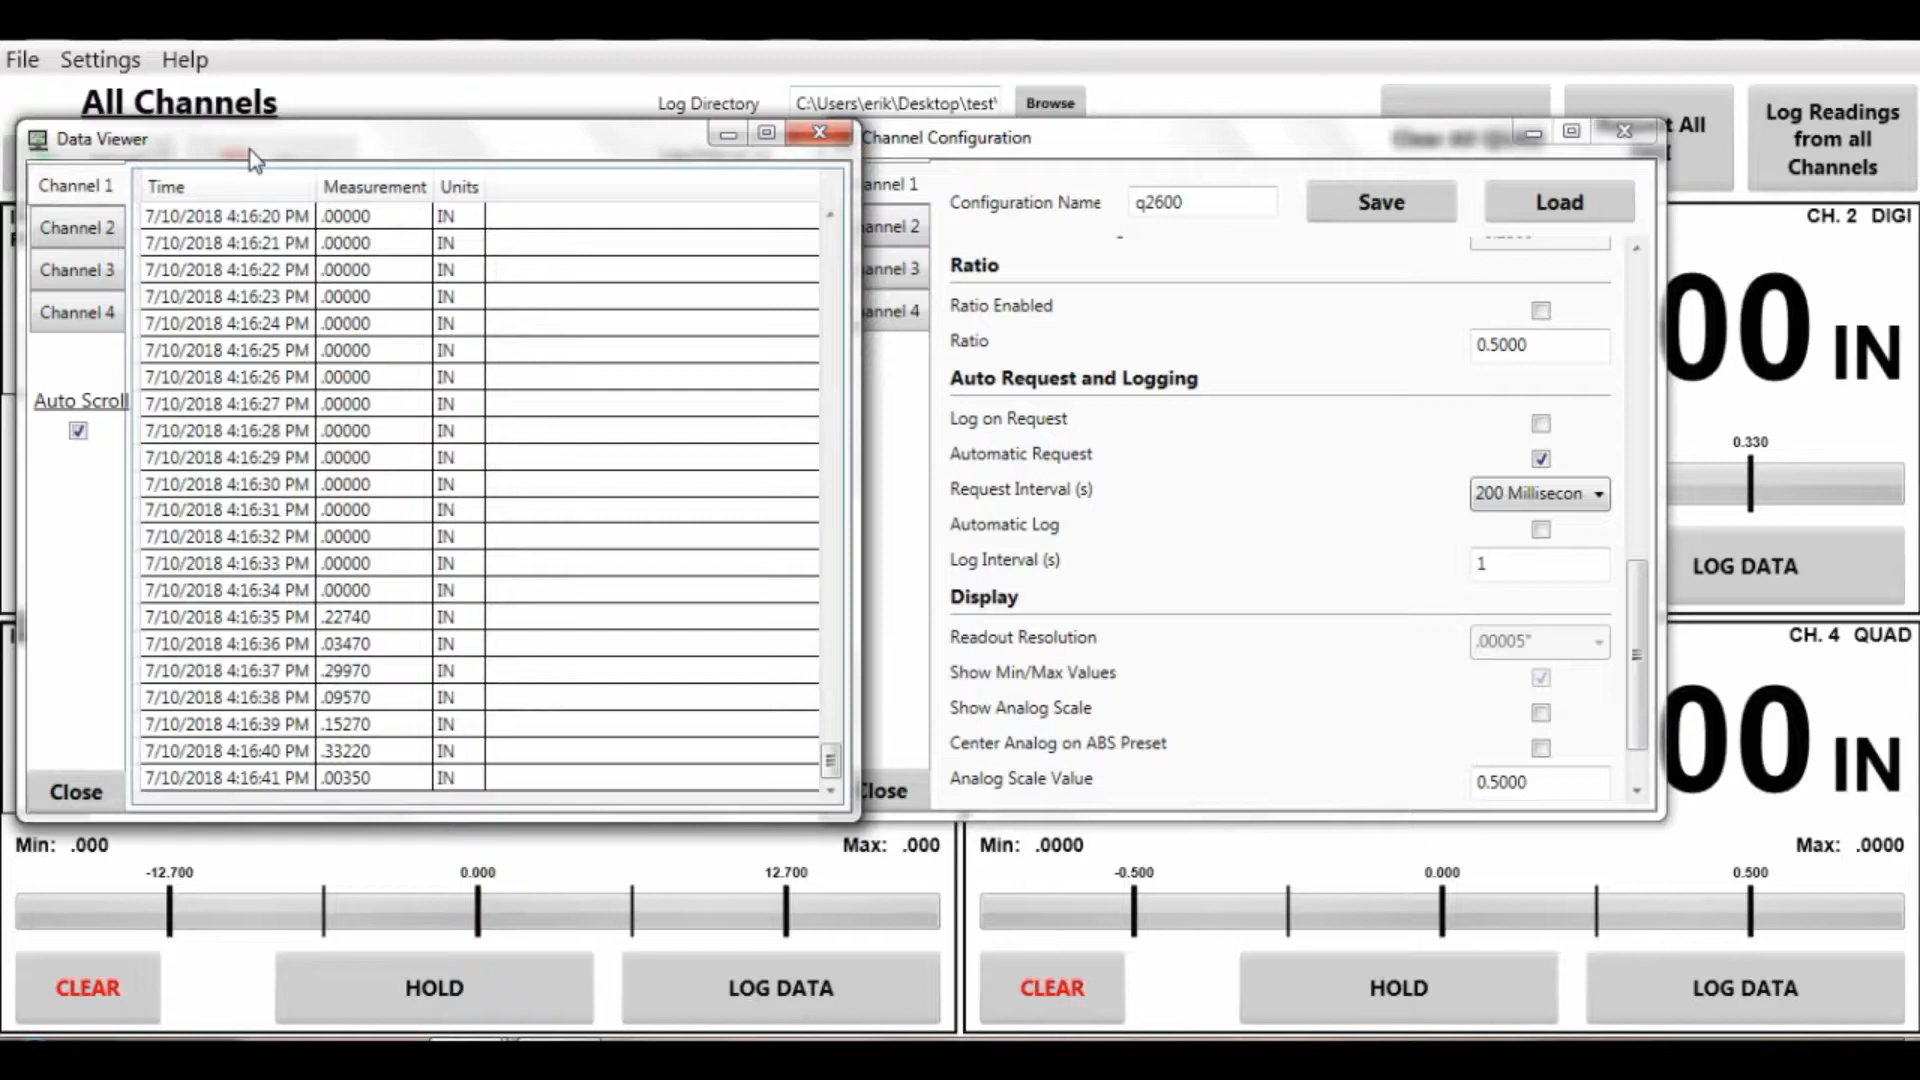 File Settings Help
All Channels
Log Directory C:\Users\erik\Desktop\test\ Browse
All
Log Readings
from all
Channels
Data Viewer
Channel 1
Channel 2
Channel 3
Channel 4
Auto Scroll
Close
Time Measurement Units
7/10/2018 4:16:20 PM .00000 IN
7/10/2018 4:16:21 PM .00000 IN
7/10/2018 4:16:22 PM .00000 IN
7/10/2018 4:16:23 PM .00000 IN
7/10/2018 4:16:24 PM .00000 IN
7/10/2018 4:16:25 PM .00000 IN
7/10/2018 4:16:26 PM .00000 IN
7/10/2018 4:16:27 PM .00000 IN
7/10/2018 4:16:28 PM .00000 IN
7/10/2018 4:16:29 PM .00000 IN
7/10/2018 4:16:30 PM .00000 IN
7/10/2018 4:16:31 PM .00000 IN
7/10/2018 4:16:32 PM .00000 IN
7/10/2018 4:16:33 PM .00000 IN
7/10/2018 4:16:34 PM .00000 IN
7/10/2018 4:16:35 PM .22740 IN
7/10/2018 4:16:36 PM .03470 IN
7/10/2018 4:16:37 PM .29970 IN
7/10/2018 4:16:38 PM .09570 IN
7/10/2018 4:16:39 PM .15270 IN
7/10/2018 4:16:40 PM .33220 IN
7/10/2018 4:16:41 PM .00350 IN
Channel Configuration
annel 1
annel 2
annel 3
annel 4
Close
Configuration Name q2600 Save Load
Ratio
Ratio Enabled
Ratio 0.5000
Auto Request and Logging
Log on Request
Automatic Request
Request Interval (s) 200 Millisecon
Automatic Log
Log Interval (s) 1
Display
Readout Resolution .00005"
Show Min/Max Values
Show Analog Scale
Center Analog on ABS Preset
Analog Scale Value 0.5000
CH. 2 DIGI
00 IN
0.330
LOG DATA
CH. 4 QUAD
00 IN
Min: .000 Max: .000
-12.700 0.000 12.700
CLEAR HOLD LOG DATA
Min: .0000 Max: .0000
-0.500 0.000 0.500
CLEAR HOLD LOG DATA